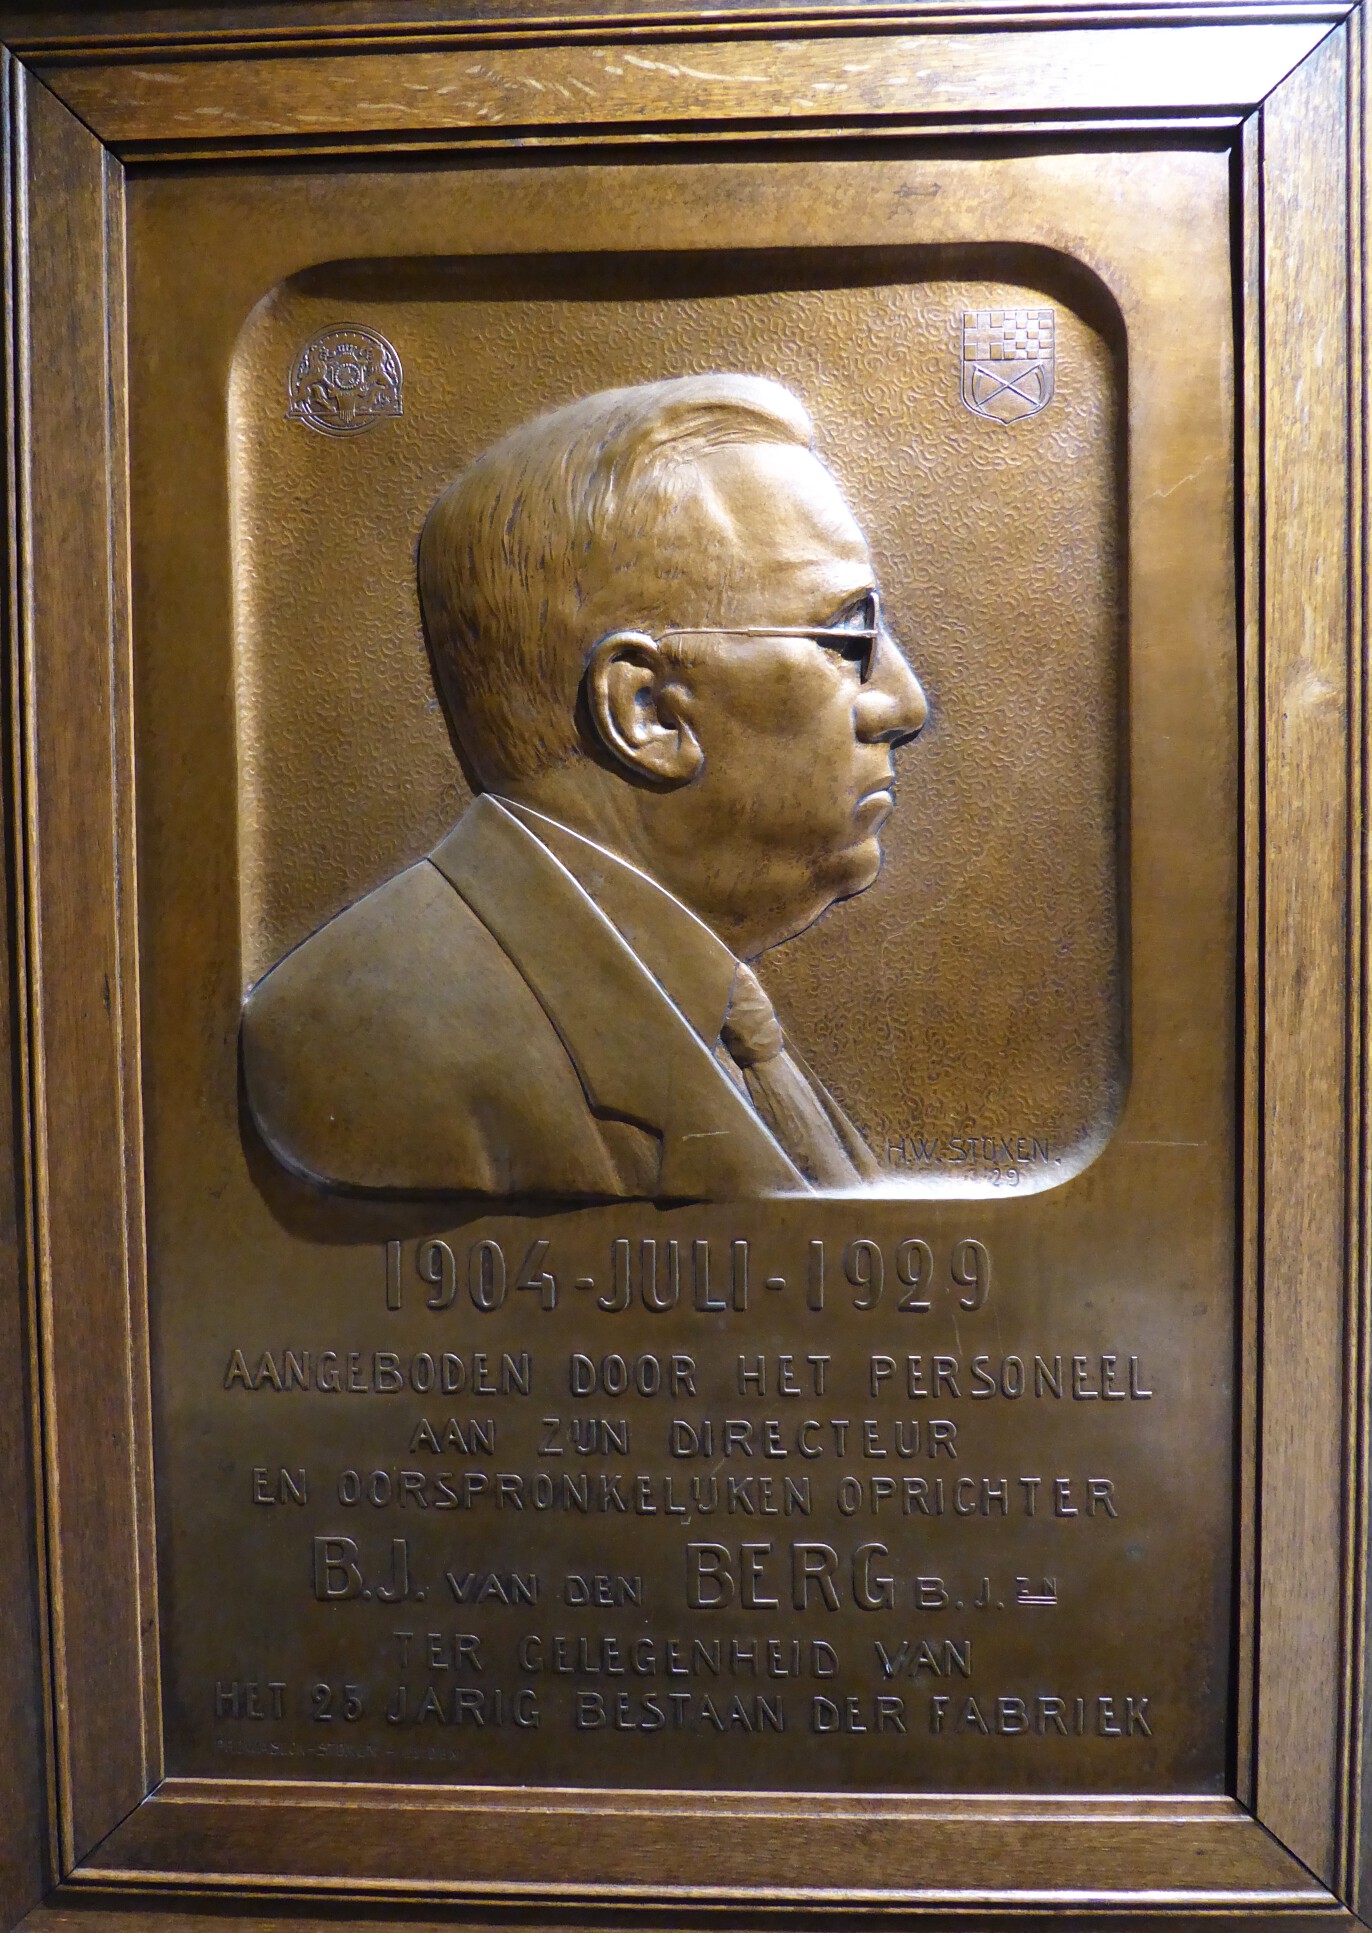 H.W. STÜXEN.
29
1904-JULI-1929
AANGEBODEN DOOR HET PERSONEEL
AAN ZIJN DIRECTEUR
EN OORSPRONKELIJKEN OPRICHTER
B.J. VAN DEN BERG B.J.ZN
TER GELEGENHEID VAN
HET 25 JARIG BESTAAN DER FABRIEK